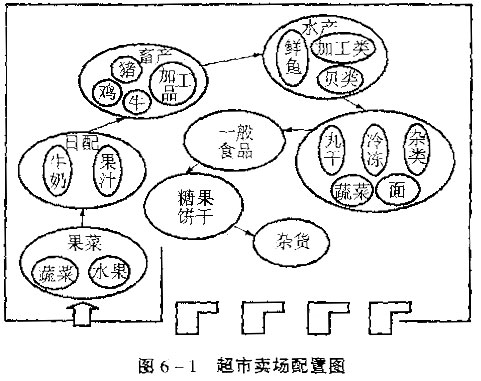 水产
鲜鱼
加工类
贝类
畜产
猪
鸡
牛
加工品
日配
牛奶
果汁
果菜
蔬菜
水果
一般食品
丸干
冷冻
杂类
蔬菜
面
糖果饼干
杂货
图6-1 超市卖场配置图